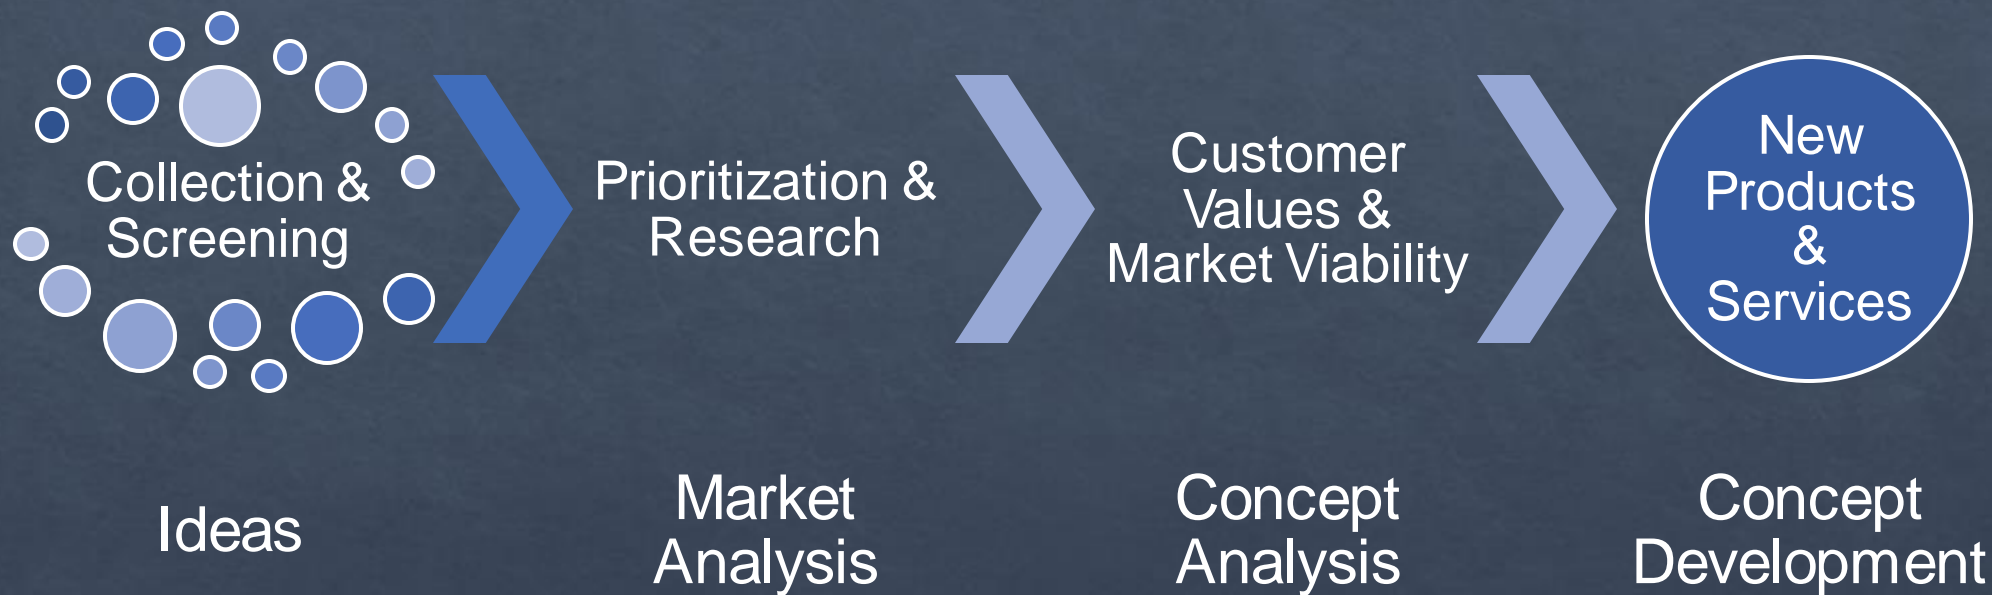 Collection &
Screening
Prioritization &
Research
Customer
Values &
Market Viability
New
Products
&
Services
Ideas
Market
Analysis
Concept
Analysis
Concept
Development